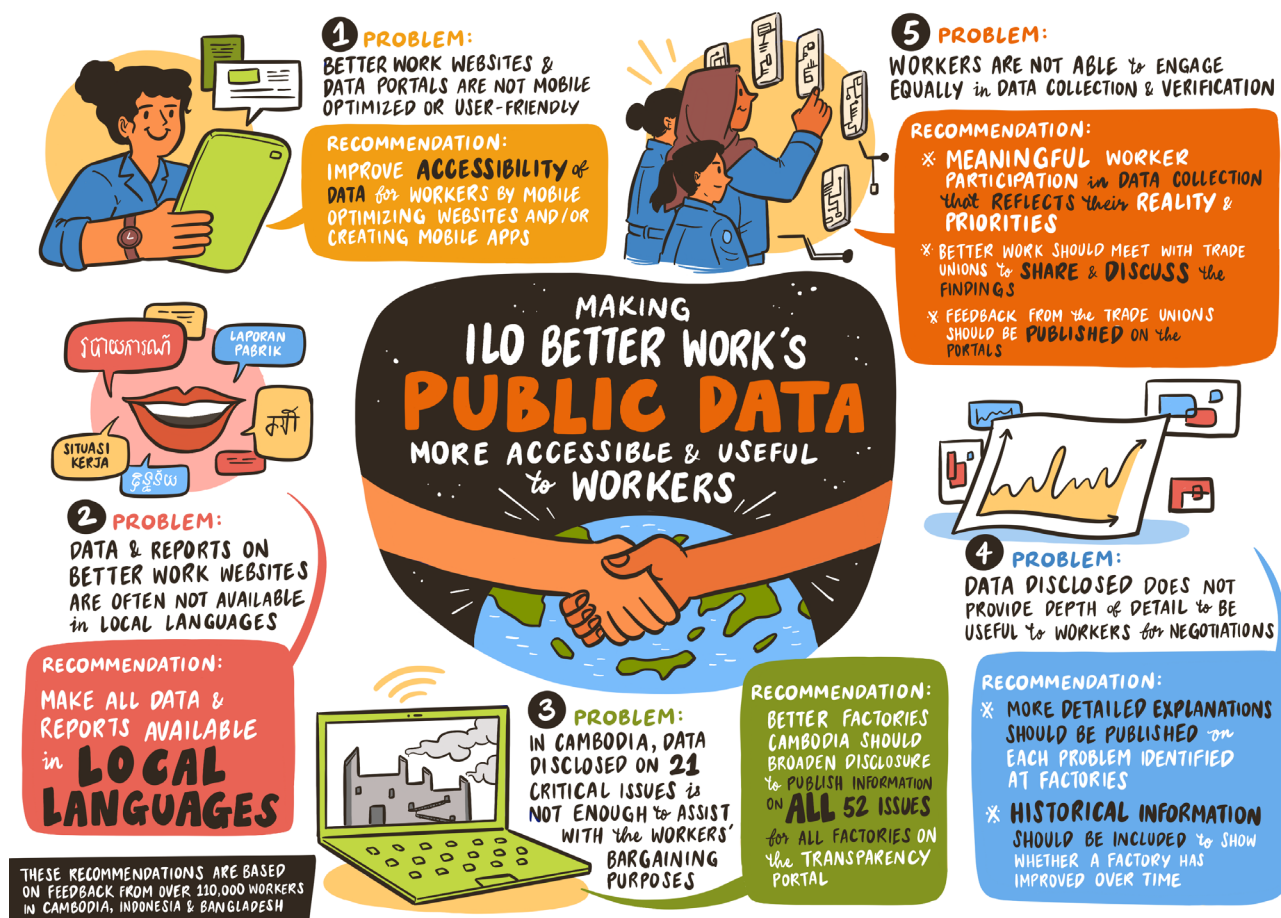 MAKING
ILO BETTER WORK'S
PUBLIC DATA
MORE ACCESSIBLE & USEFUL
to WORKERS
1 PROBLEM:
BETTER WORK WEBSITES &
DATA PORTALS ARE NOT MOBILE
OPTIMIZED OR USER-FRIENDLY
RECOMMENDATION:
IMPROVE ACCESSIBILITY of
DATA for WORKERS BY MOBILE
OPTIMIZING WEBSITES AND/OR
CREATING MOBILE APPS
របាយការណ៍
LAPORAN
PABRIK
SITUASI
KERJA
2 PROBLEM:
DATA & REPORTS ON
BETTER WORK WEBSITES
ARE OFTEN NOT AVAILABLE
in LOCAL LANGUAGES
RECOMMENDATION:
MAKE ALL DATA &
REPORTS AVAILABLE
in LOCAL
LANGUAGES
3 PROBLEM:
IN CAMBODIA, DATA
DISCLOSED ON 21
CRITICAL ISSUES is
NOT ENOUGH to ASSIST
WITH the WORKERS'
BARGAINING
PURPOSES
RECOMMENDATION:
BETTER FACTORIES
CAMBODIA SHOULD
BROADEN DISCLOSURE
to PUBLISH INFORMATION
ON ALL 52 ISSUES
for ALL FACTORIES ON
the TRANSPARENCY
PORTAL
4 PROBLEM:
DATA DISCLOSED DOES NOT
PROVIDE DEPTH of DETAIL to BE
USEFUL to WORKERS for NEGOTIATIONS
RECOMMENDATION:
* MORE DETAILED EXPLANATIONS
SHOULD BE PUBLISHED on
EACH PROBLEM IDENTIFIED
AT FACTORIES
* HISTORICAL INFORMATION
SHOULD BE INCLUDED to SHOW
WHETHER A FACTORY HAS
IMPROVED OVER TIME
5 PROBLEM:
WORKERS ARE NOT ABLE to ENGAGE
EQUALLY in DATA COLLECTION & VERIFICATION
RECOMMENDATION:
* MEANINGFUL WORKER
PARTICIPATION in DATA COLLECTION
that REFLECTS their REALITY &
PRIORITIES
* BETTER WORK SHOULD MEET WITH TRADE
UNIONS to SHARE & DISCUSS the
FINDINGS
* FEEDBACK FROM the TRADE UNIONS
SHOULD BE PUBLISHED ON the
PORTALS
THESE RECOMMENDATIONS ARE BASED
ON FEEDBACK FROM OVER 110,000 WORKERS
IN CAMBODIA, INDONESIA & BANGLADESH